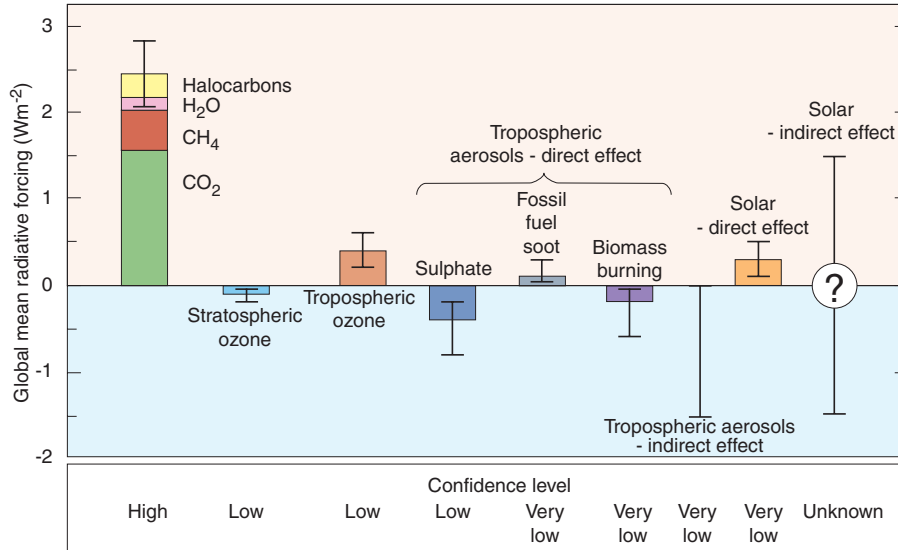 Global mean radiative forcing (Wm⁻²)
3
2
1
0
-1
-2
Halocarbons
H₂O
CH₄
CO₂
Stratospheric
ozone
Tropospheric
ozone
Tropospheric
aerosols - direct effect
Sulphate
Fossil
fuel
soot
Biomass
burning
Tropospheric aerosols
- indirect effect
Solar
- direct effect
Solar
- indirect effect
?
Confidence level
High
Low
Low
Low
Very
low
Very
low
Very
low
Very
low
Unknown